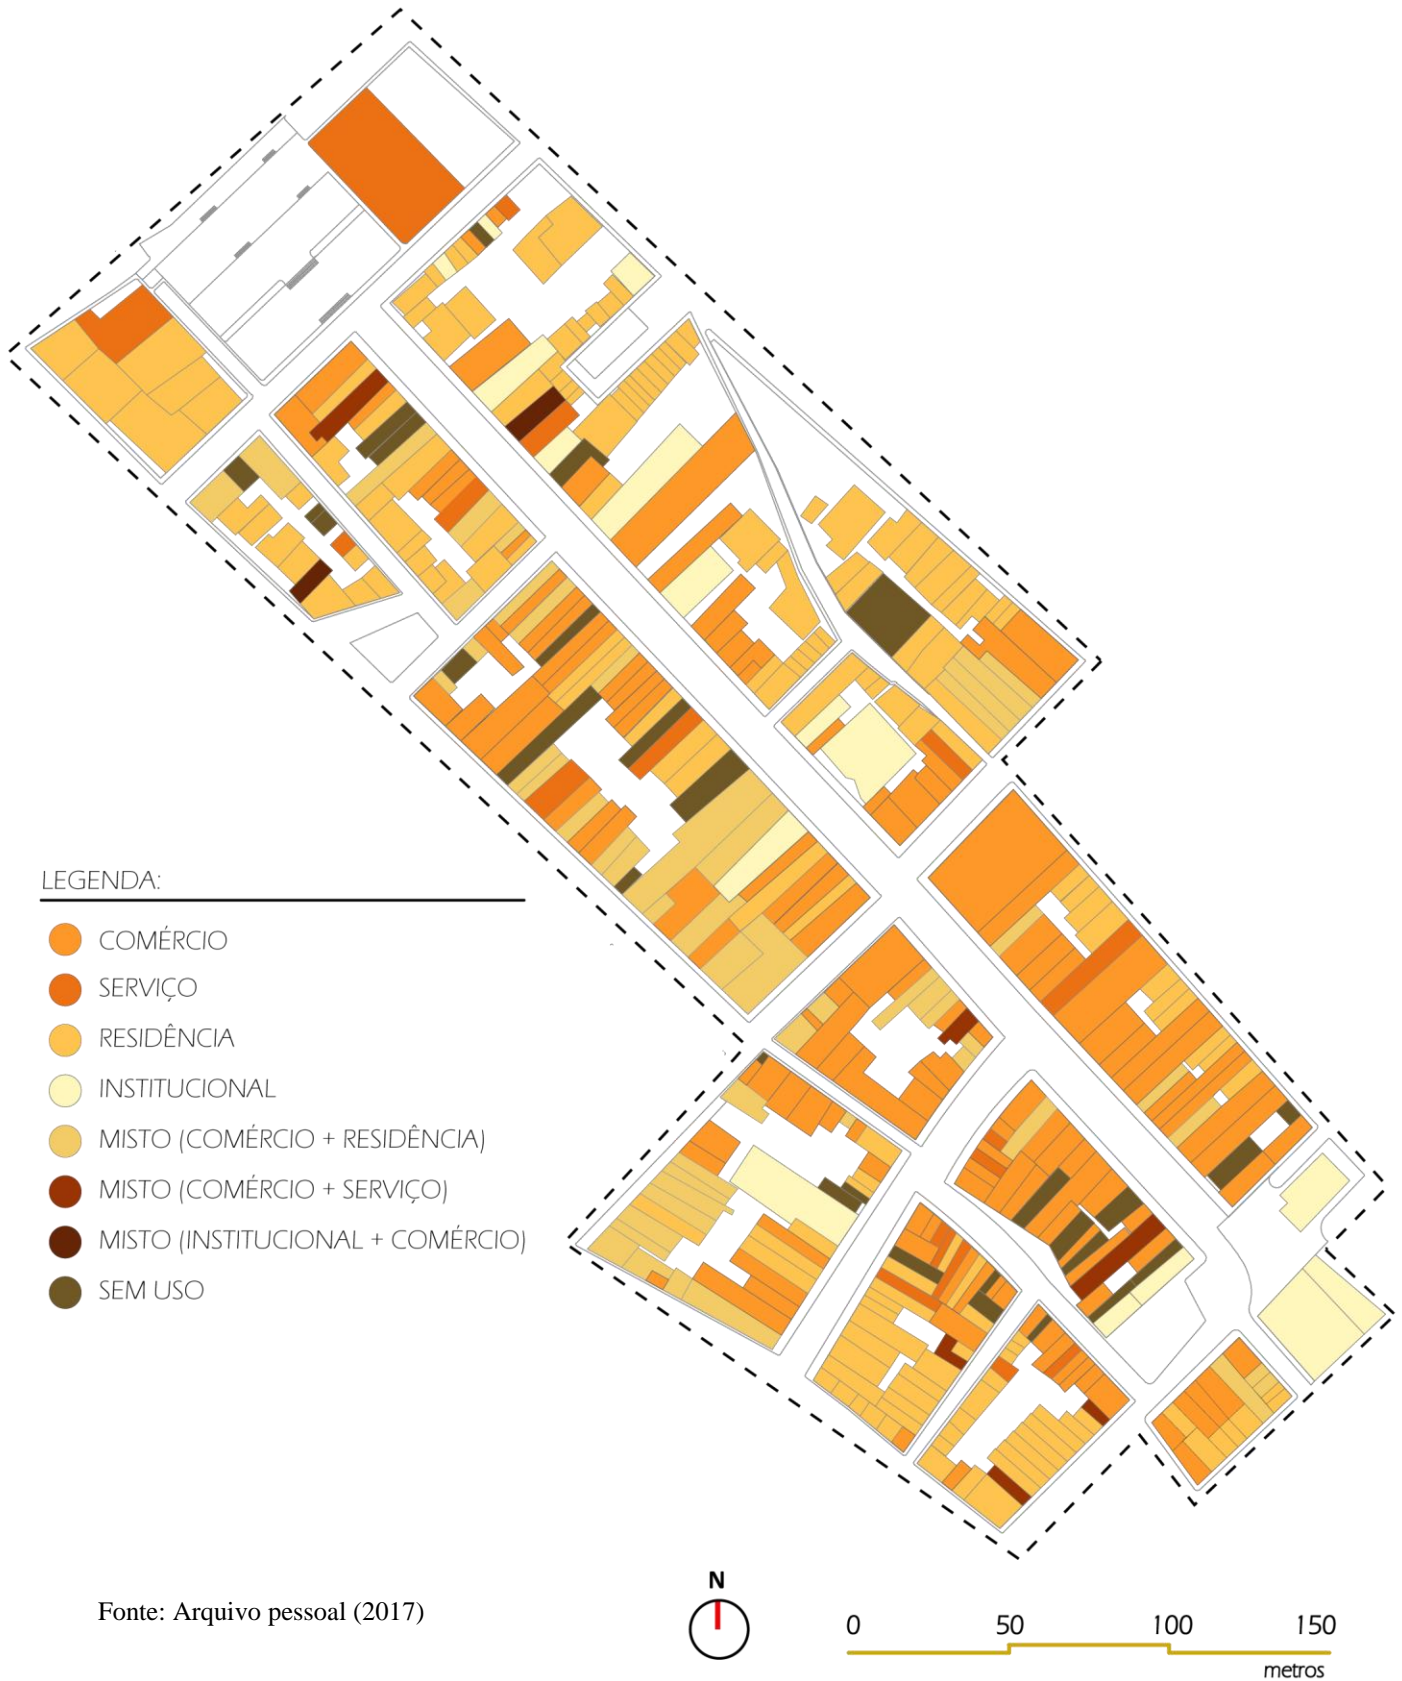 LEGENDA:
COMÉRCIO
SERVIÇO
RESIDÊNCIA
INSTITUCIONAL
MISTO (COMÉRCIO + RESIDÊNCIA)
MISTO (COMÉRCIO + SERVIÇO)
MISTO (INSTITUCIONAL + COMÉRCIO)
SEM USO
Fonte: Arquivo pessoal (2017)
N
0 50 100 150
metros